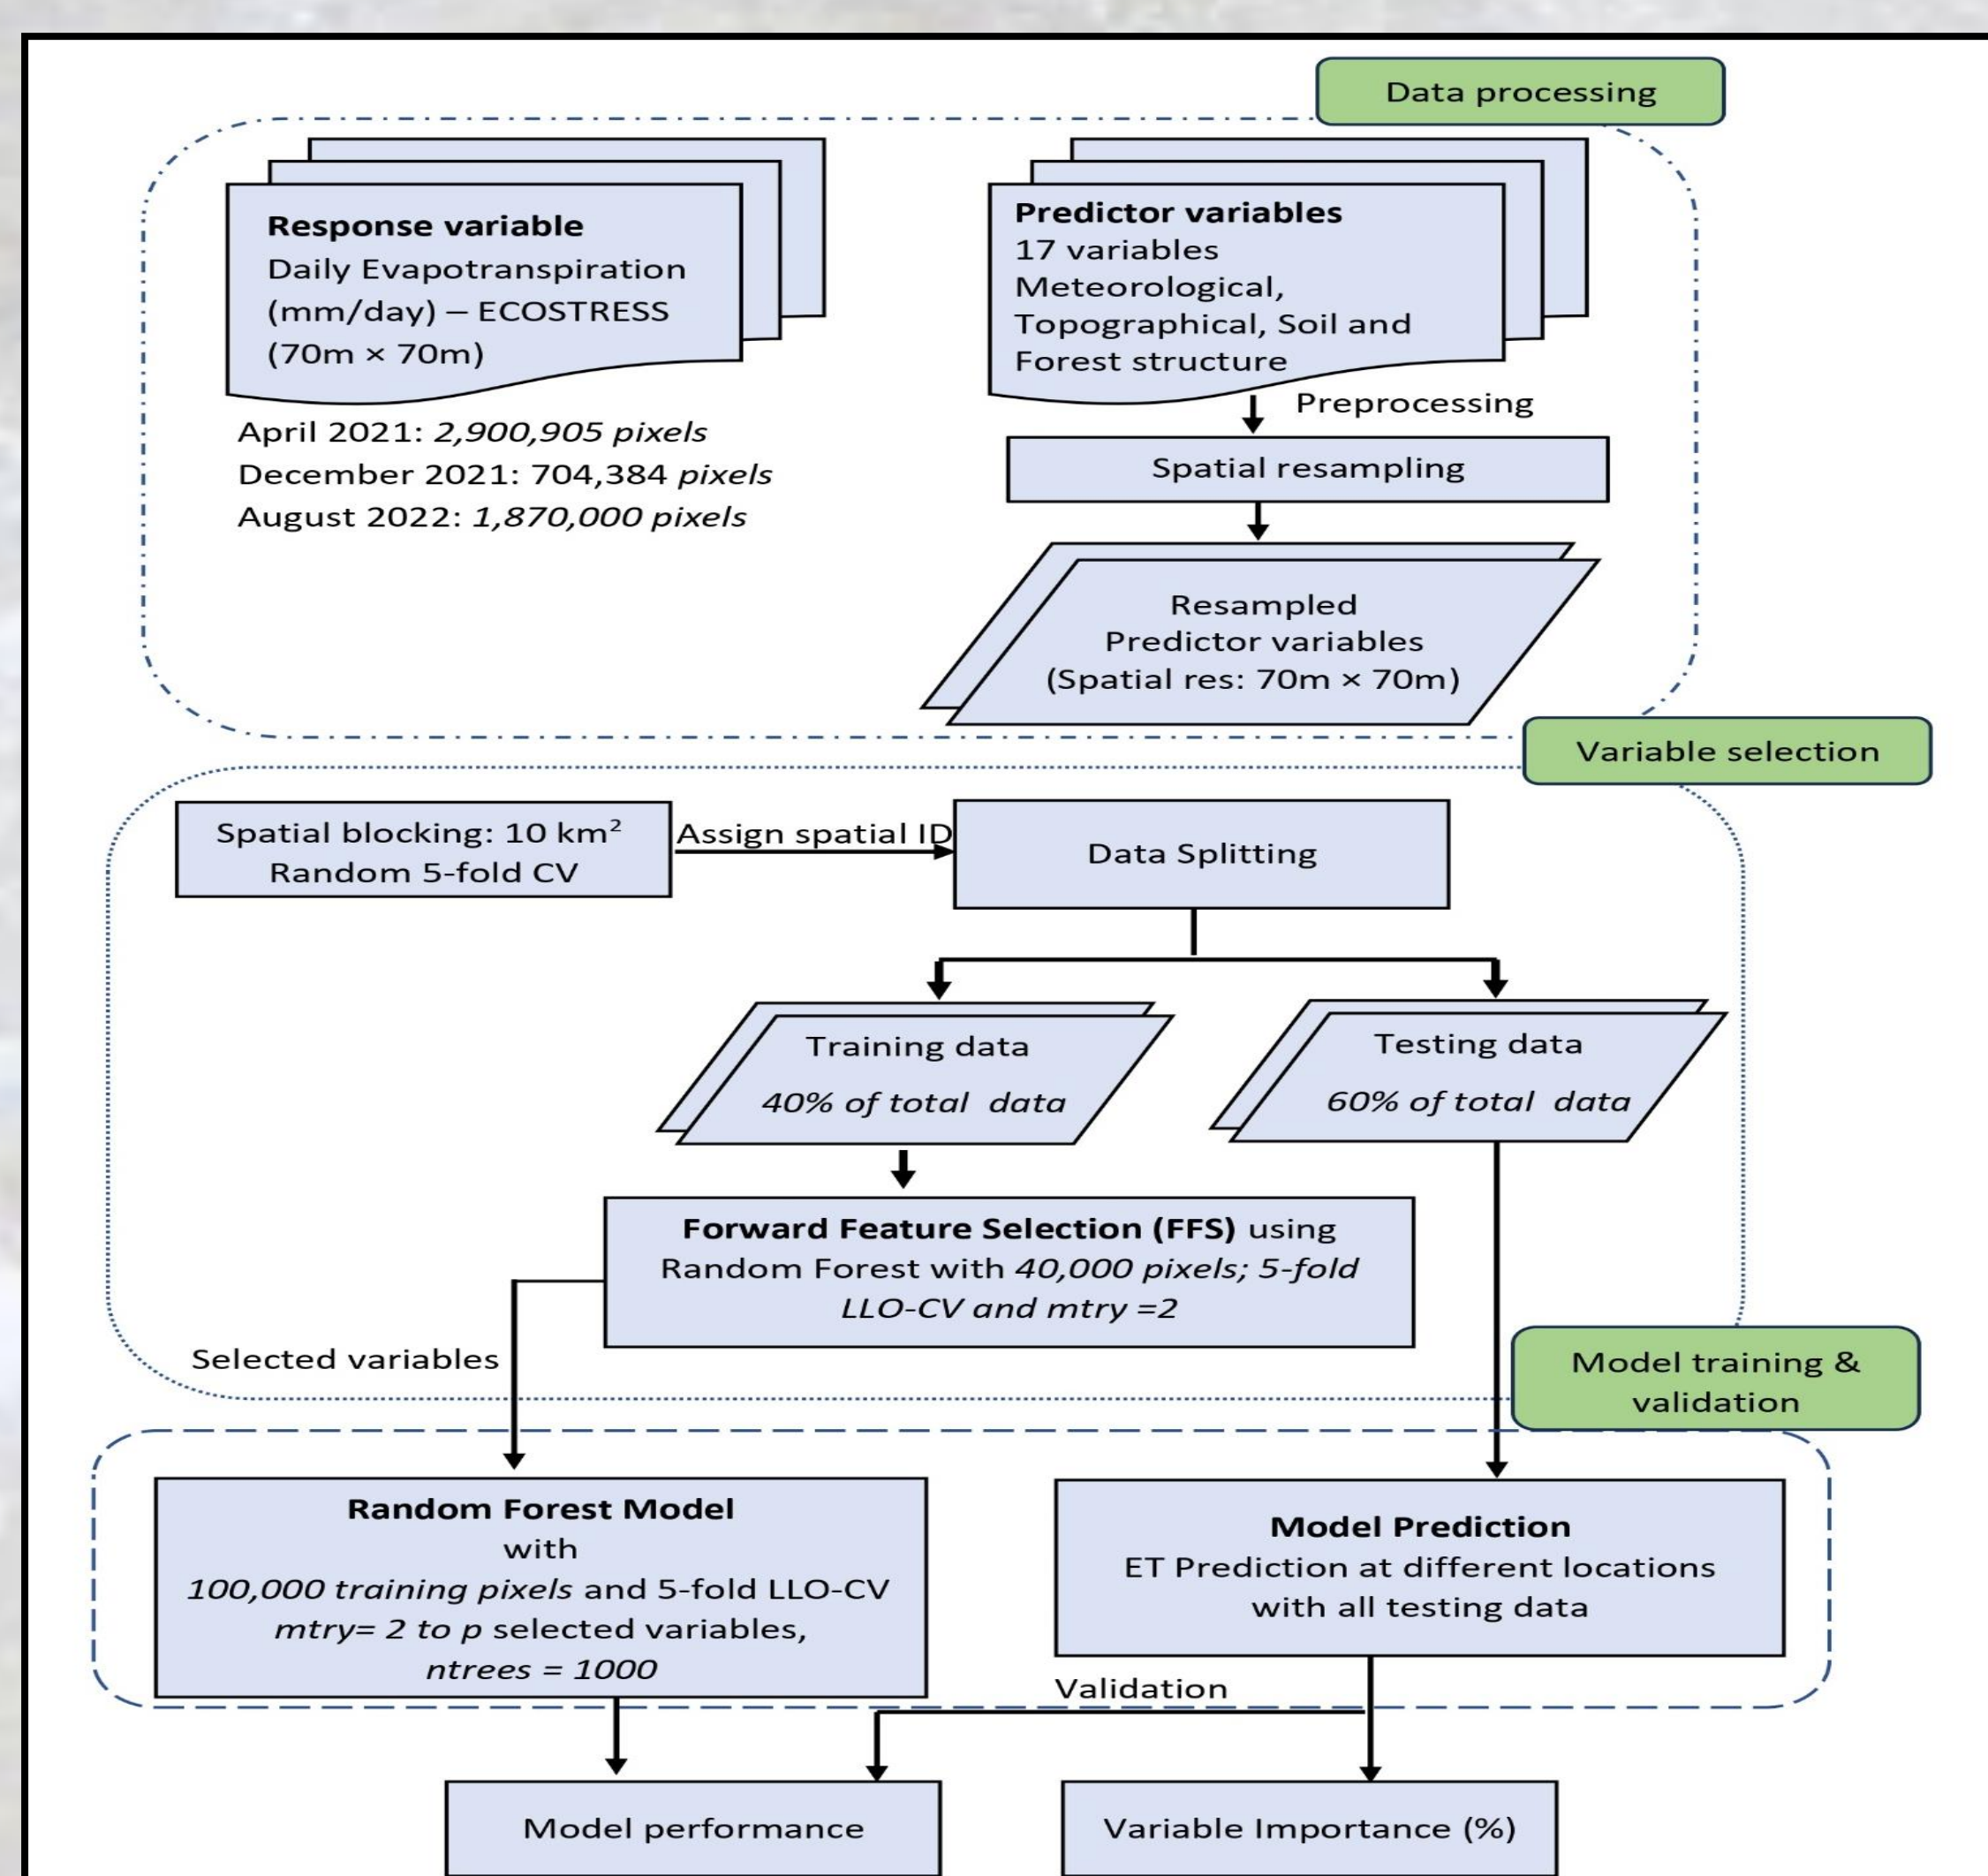 Data processing
Response variable
Daily Evapotranspiration
(mm/day) – ECOSTRESS
(70m × 70m)
April 2021: 2,900,905 pixels
December 2021: 704,384 pixels
August 2022: 1,870,000 pixels
Predictor variables
17 variables
Meteorological,
Topographical, Soil and
Forest structure
Preprocessing
Spatial resampling
Resampled
Predictor variables
(Spatial res: 70m × 70m)
Variable selection
Spatial blocking: 10 km²
Random 5-fold CV
Assign spatial ID
Data Splitting
Training data
40% of total  data
Testing data
60% of total  data
Forward Feature Selection (FFS) using
Random Forest with 40,000 pixels; 5-fold
LLO-CV and mtry =2
Selected variables
Model training &
validation
Random Forest Model
with
100,000 training pixels and 5-fold LLO-CV
mtry= 2 to p selected variables,
ntrees = 1000
Model Prediction
ET Prediction at different locations
with all testing data
Validation
Model performance
Variable Importance (%)